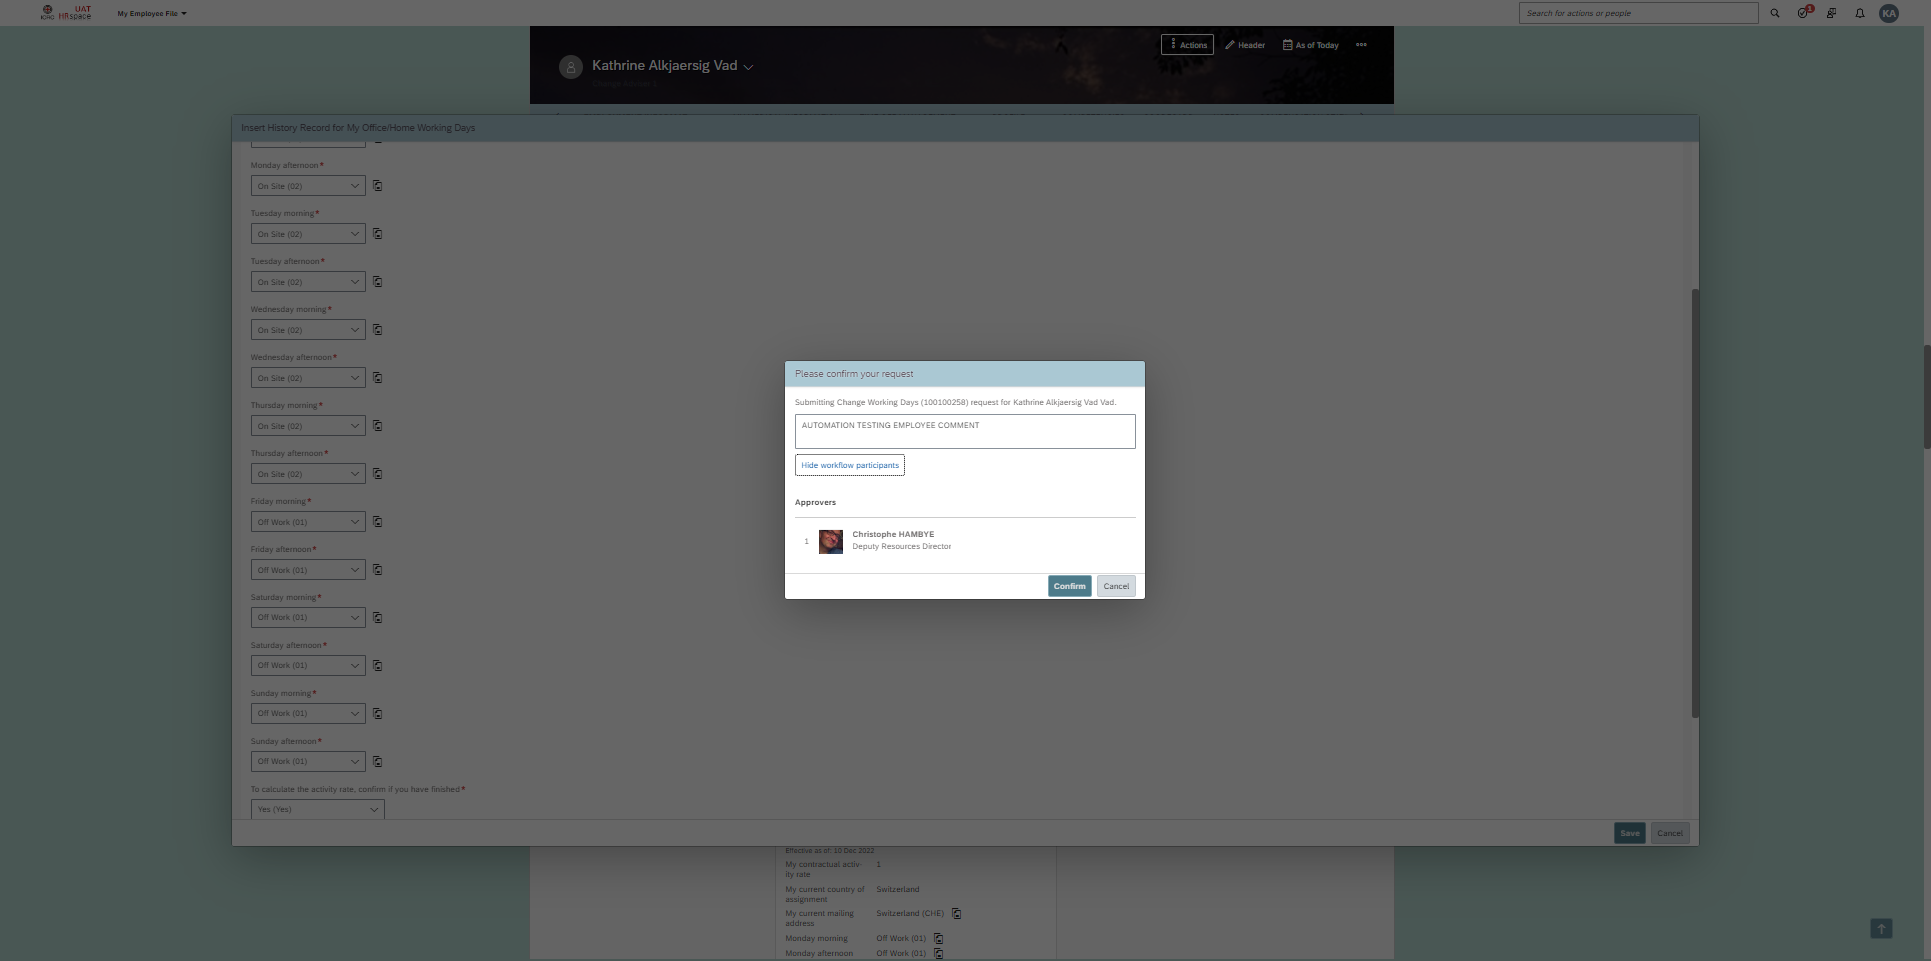 UAT
ICRC HRspace
My Employee File
Search for actions or people
1
KA
Actions
Header
As of Today
Kathrine Alkjaersig Vad
Insert History Record for My Office/Home Working Days
Monday afternoon*
On Site (02)
Tuesday morning*
On Site (02)
Tuesday afternoon*
On Site (02)
Wednesday morning*
On Site (02)
Wednesday afternoon*
On Site (02)
Thursday morning*
On Site (02)
Thursday afternoon*
On Site (02)
Friday morning*
Off Work (01)
Friday afternoon*
Off Work (01)
Saturday morning*
Off Work (01)
Saturday afternoon*
Off Work (01)
Sunday morning*
Off Work (01)
Sunday afternoon*
Off Work (01)
To calculate the activity rate, confirm if you have finished*
Yes (Yes)
Please confirm your request
Submitting Change Working Days (100100258) request for Kathrine Alkjaersig Vad Vad.
AUTOMATION TESTING EMPLOYEE COMMENT
Hide workflow participants
Approvers
1
Christophe HAMBYE
Deputy Resources Director
Confirm
Cancel
Save
Cancel
Effective as of: 10 Dec 2022
My contractual activ-
ity rate
1
My current country of
assignment
Switzerland
My current mailing
address
Switzerland (CHE)
Monday morning
Off Work (01)
Monday afternoon
Off Work (01)